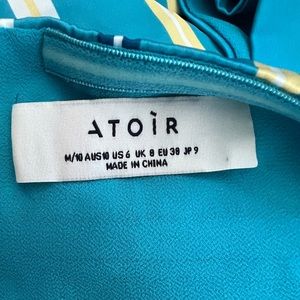 ATOÌR
M/10 AUS10 US 6 UK 8 EU 38 JP 9
MADE IN CHINA